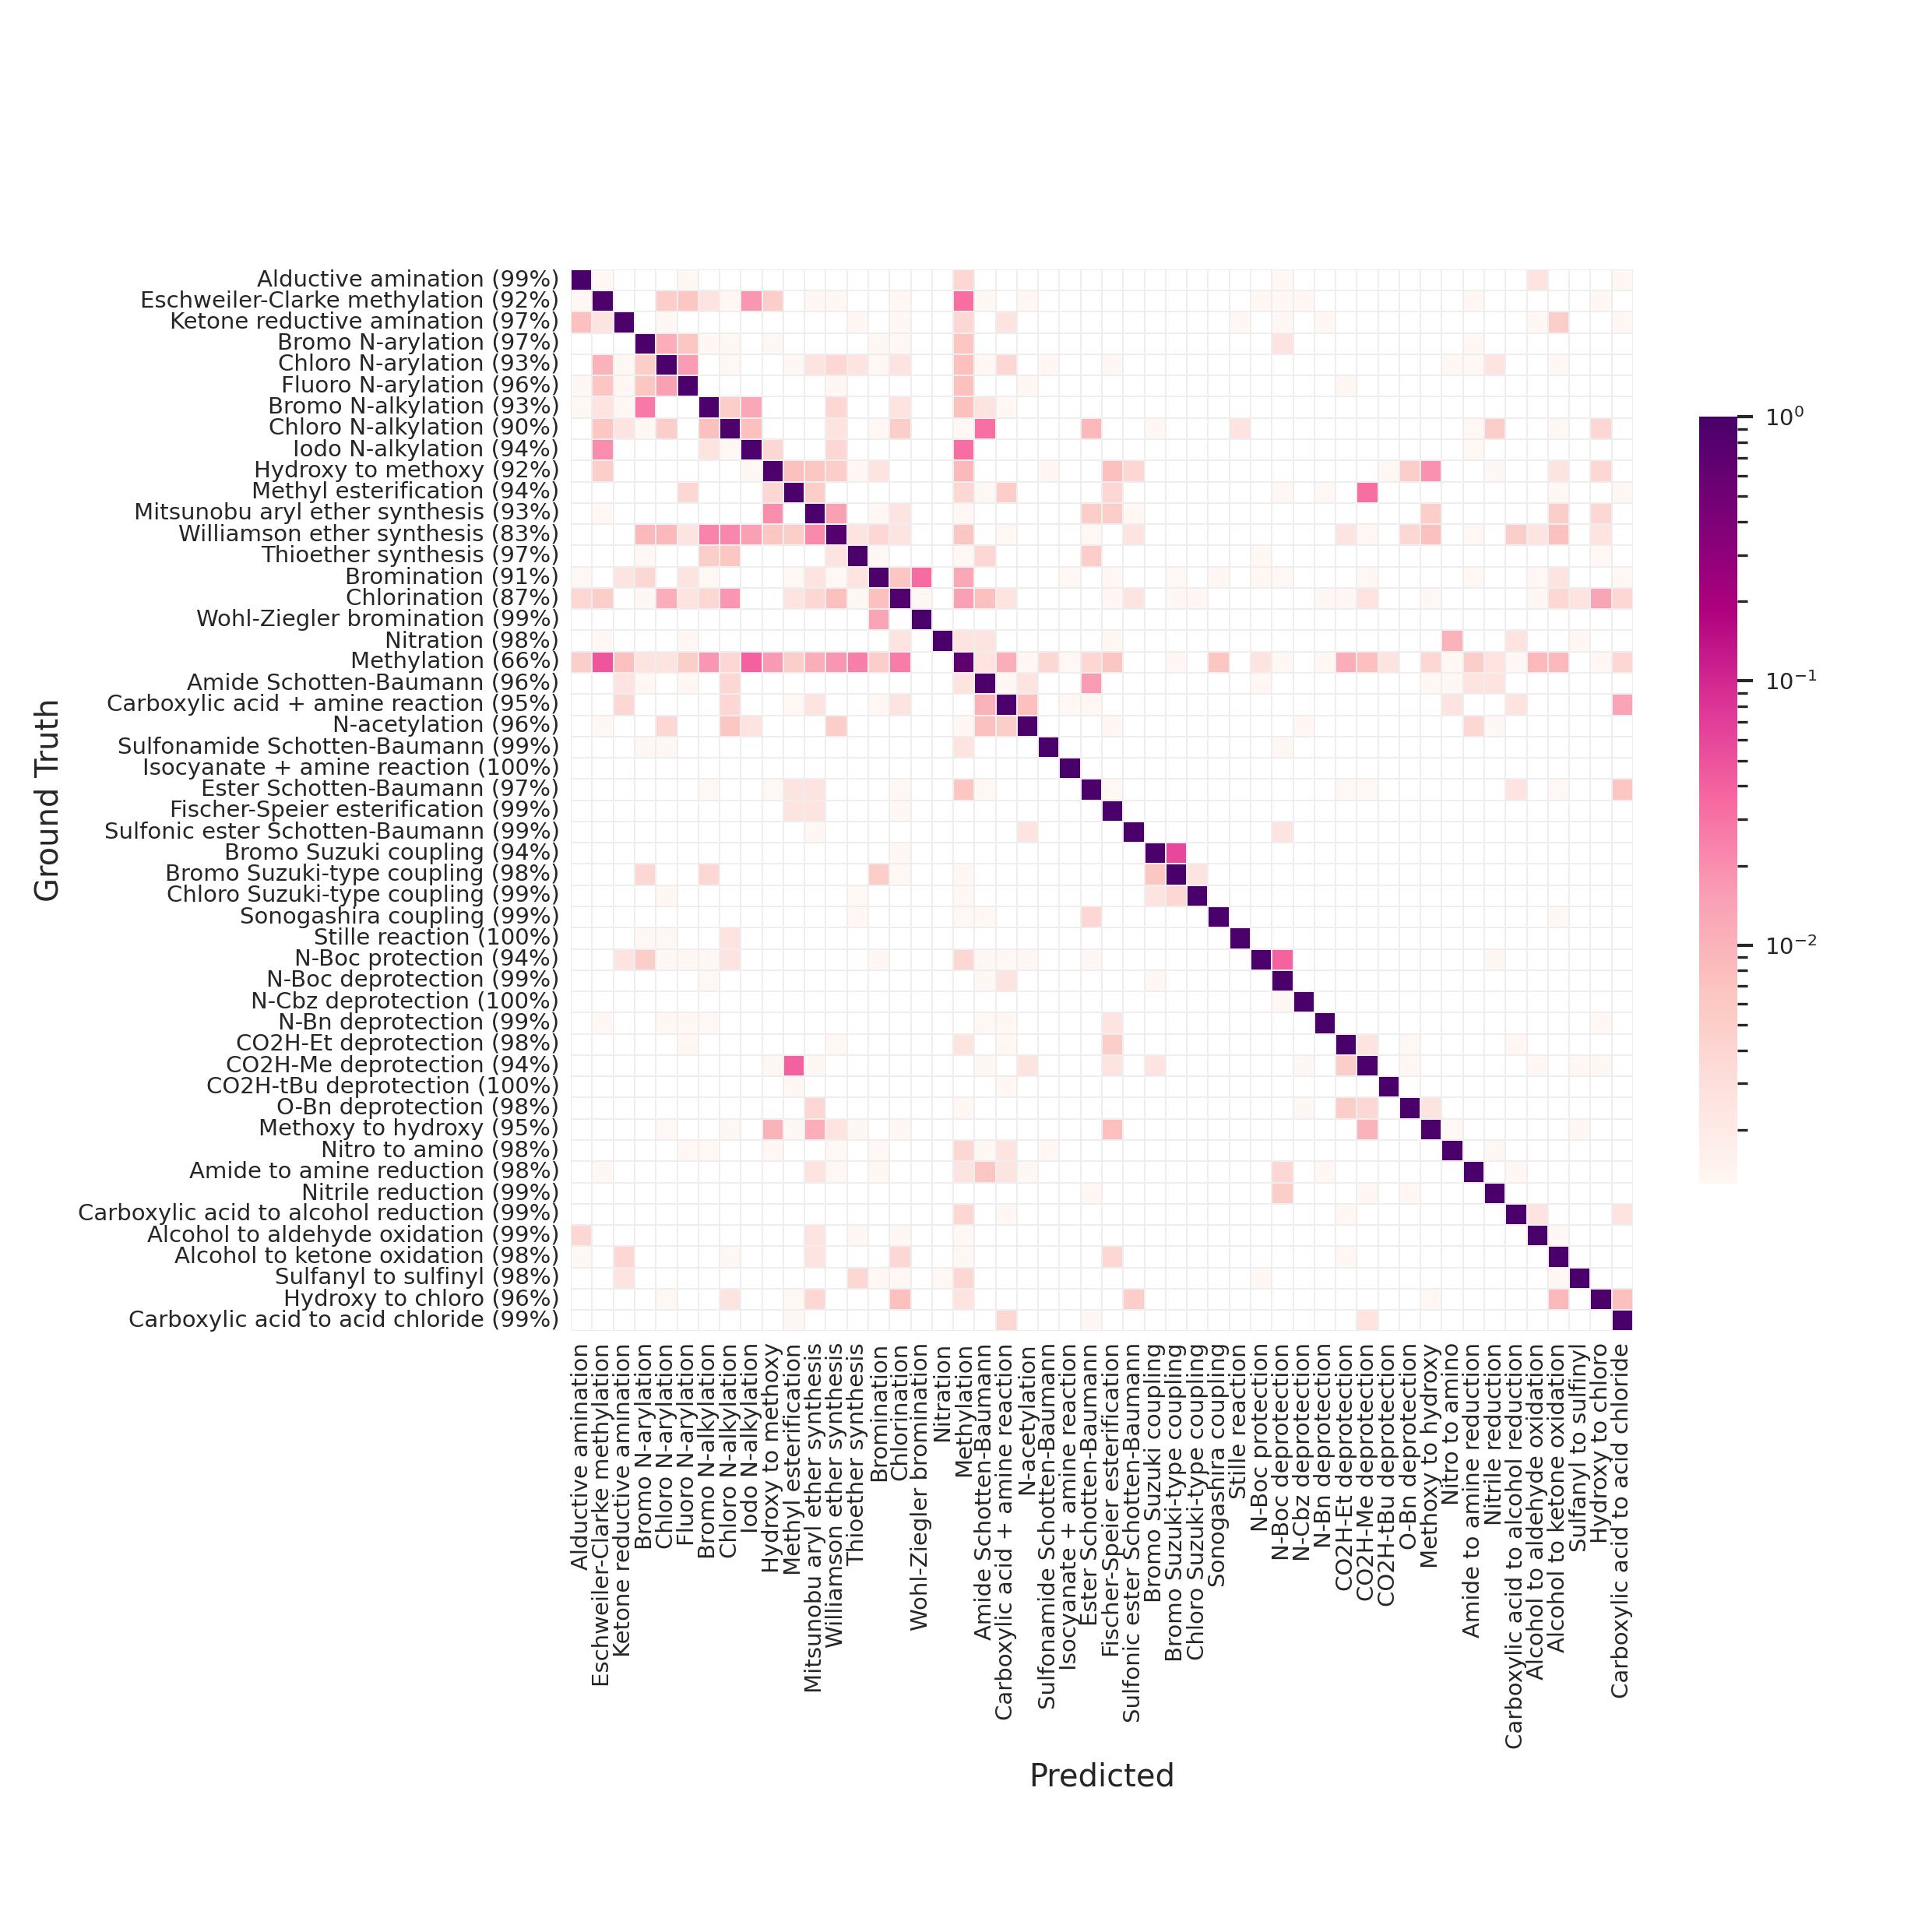 Ground Truth
Alductive amination (99%)
Eschweiler-Clarke methylation (92%)
Ketone reductive amination (97%)
Bromo N-arylation (97%)
Chloro N-arylation (93%)
Fluoro N-arylation (96%)
Bromo N-alkylation (93%)
Chloro N-alkylation (90%)
Iodo N-alkylation (94%)
Hydroxy to methoxy (92%)
Methyl esterification (94%)
Mitsunobu aryl ether synthesis (93%)
Williamson ether synthesis (83%)
Thioether synthesis (97%)
Bromination (91%)
Chlorination (87%)
Wohl-Ziegler bromination (99%)
Nitration (98%)
Methylation (66%)
Amide Schotten-Baumann (96%)
Carboxylic acid + amine reaction (95%)
N-acetylation (96%)
Sulfonamide Schotten-Baumann (99%)
Isocyanate + amine reaction (100%)
Ester Schotten-Baumann (97%)
Fischer-Speier esterification (99%)
Sulfonic ester Schotten-Baumann (99%)
Bromo Suzuki coupling (94%)
Bromo Suzuki-type coupling (98%)
Chloro Suzuki-type coupling (99%)
Sonogashira coupling (99%)
Stille reaction (100%)
N-Boc protection (94%)
N-Boc deprotection (99%)
N-Cbz deprotection (100%)
N-Bn deprotection (99%)
CO2H-Et deprotection (98%)
CO2H-Me deprotection (94%)
CO2H-tBu deprotection (100%)
O-Bn deprotection (98%)
Methoxy to hydroxy (95%)
Nitro to amino (98%)
Amide to amine reduction (98%)
Nitrile reduction (99%)
Carboxylic acid to alcohol reduction (99%)
Alcohol to aldehyde oxidation (99%)
Alcohol to ketone oxidation (98%)
Sulfanyl to sulfinyl (98%)
Hydroxy to chloro (96%)
Carboxylic acid to acid chloride (99%)
Alductive amination
Eschweiler-Clarke methylation
Ketone reductive amination
Bromo N-arylation
Chloro N-arylation
Fluoro N-arylation
Bromo N-alkylation
Chloro N-alkylation
Iodo N-alkylation
Hydroxy to methoxy
Methyl esterification
Mitsunobu aryl ether synthesis
Williamson ether synthesis
Thioether synthesis
Bromination
Chlorination
Wohl-Ziegler bromination
Nitration
Methylation
Amide Schotten-Baumann
Carboxylic acid + amine reaction
N-acetylation
Sulfonamide Schotten-Baumann
Isocyanate + amine reaction
Ester Schotten-Baumann
Fischer-Speier esterification
Sulfonic ester Schotten-Baumann
Bromo Suzuki coupling
Bromo Suzuki-type coupling
Chloro Suzuki-type coupling
Sonogashira coupling
Stille reaction
N-Boc protection
N-Boc deprotection
N-Cbz deprotection
N-Bn deprotection
CO2H-Et deprotection
CO2H-Me deprotection
CO2H-tBu deprotection
O-Bn deprotection
Methoxy to hydroxy
Nitro to amino
Amide to amine reduction
Nitrile reduction
Carboxylic acid to alcohol reduction
Alcohol to aldehyde oxidation
Alcohol to ketone oxidation
Sulfanyl to sulfinyl
Hydroxy to chloro
Carboxylic acid to acid chloride
Predicted
10⁰
10⁻¹
10⁻²